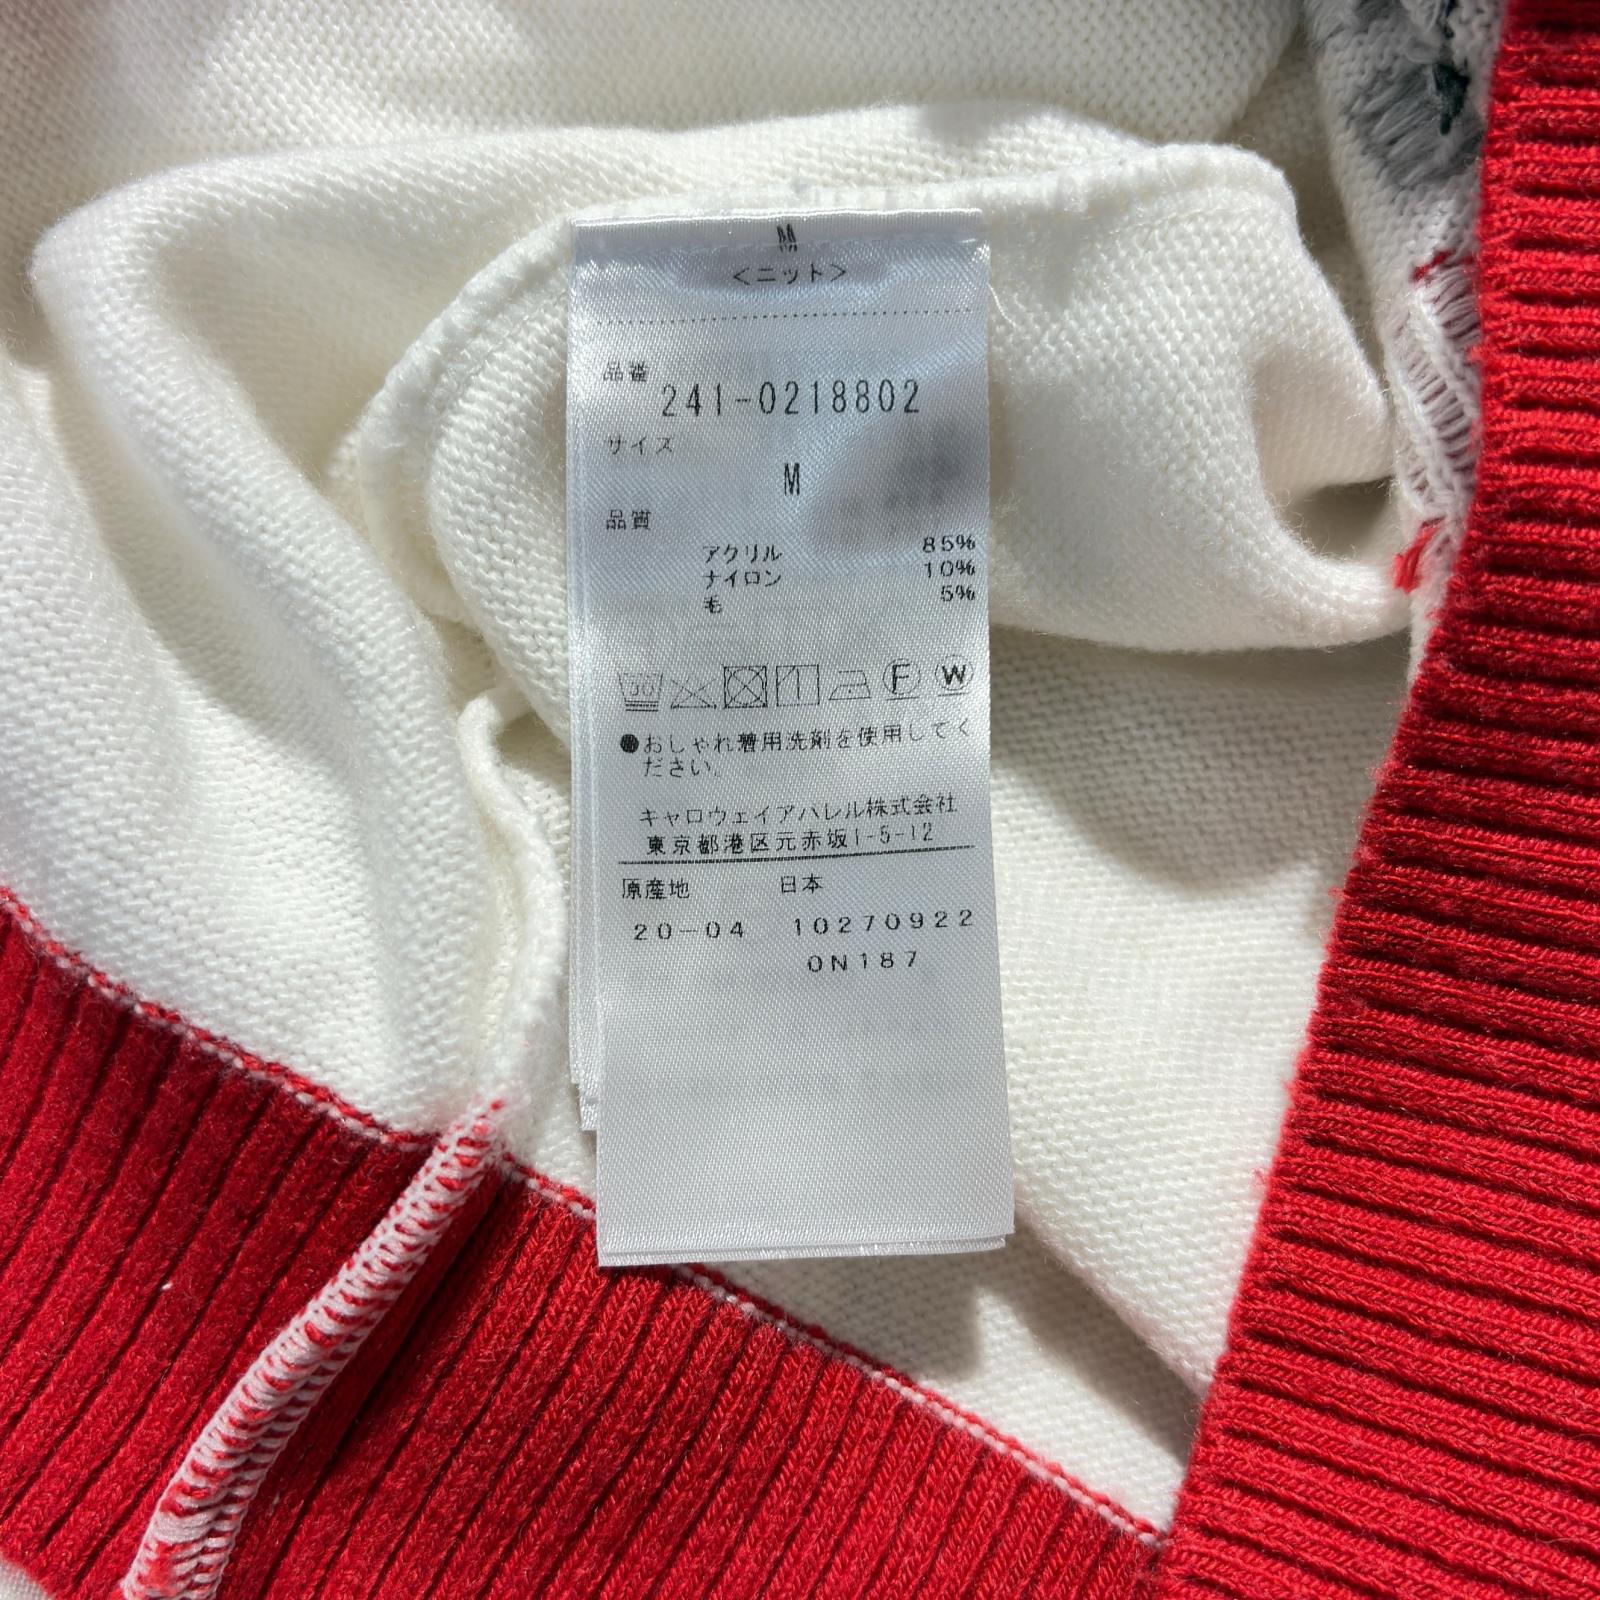 M
<ニット>
品番
241-0218802
サイズ
M
品質
アクリル 85%
ナイロン 10%
毛 5%
30 F W
●おしゃれ着用洗剤を使用してく
ださい。
キャロウェイアハレル株式会社
東京都港区元赤坂1-5-12
原産地 日本
20-04 10270922
0N187